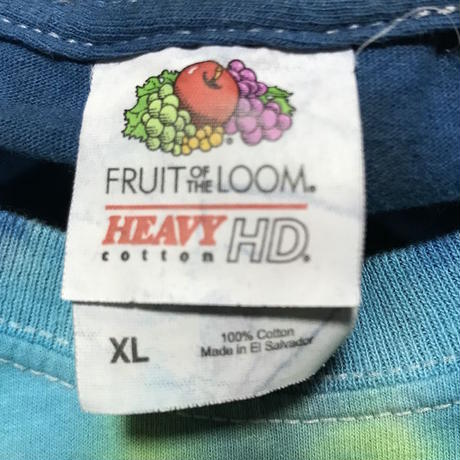 FRUIT OF THE LOOM®
HEAVY
cotton HD®
XL
100% Cotton
Made in El Salvador